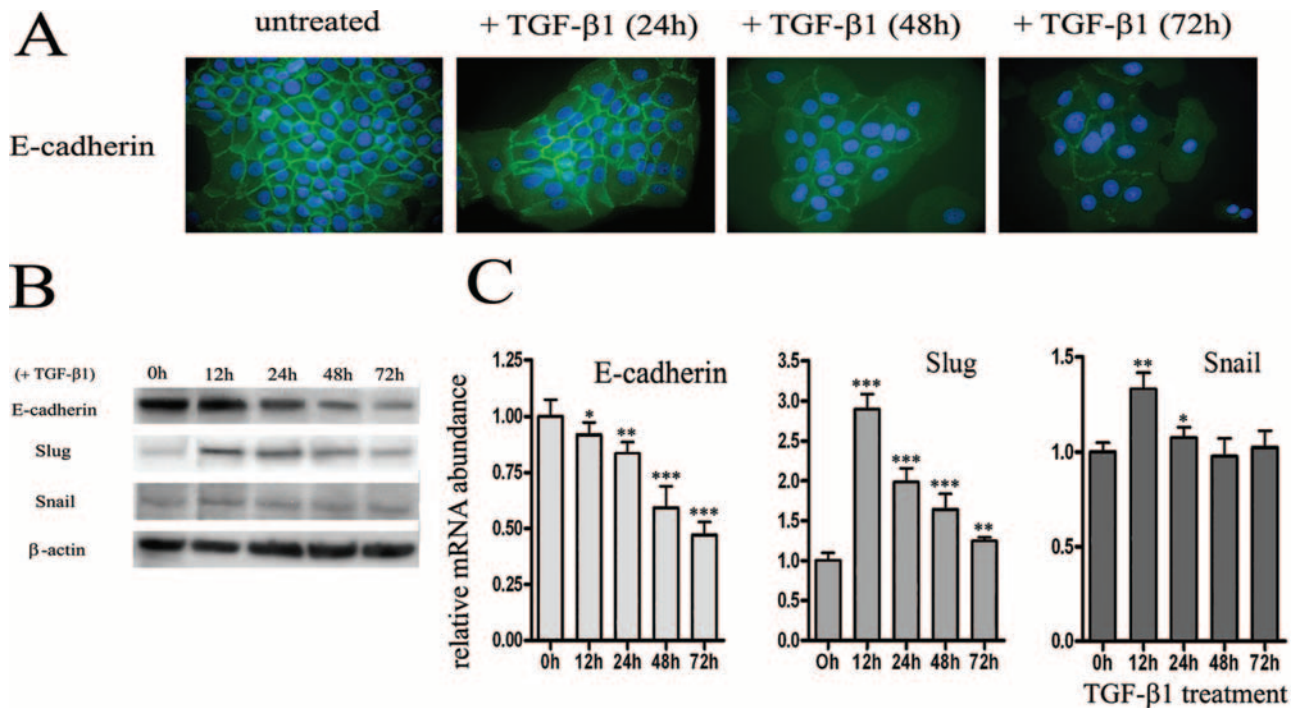 A
untreated
+ TGF-β1 (24h)
+ TGF-β1 (48h)
+ TGF-β1 (72h)
E-cadherin
B
(+ TGF-β1)
0h 12h 24h 48h 72h
E-cadherin
Slug
Snail
β-actin
C
relative mRNA abundance
E-cadherin
1.25
1.00
0.75
0.50
0.25
0.00
* ** *** ***
0h 12h 24h 48h 72h
Slug
3.5
3.0
2.5
2.0
1.5
1.0
0.5
0.0
*** *** *** **
Oh 12h 24h 48h 72h
Snail
1.5
1.0
0.5
0.0
** *
0h 12h 24h 48h 72h
TGF-β1 treatment